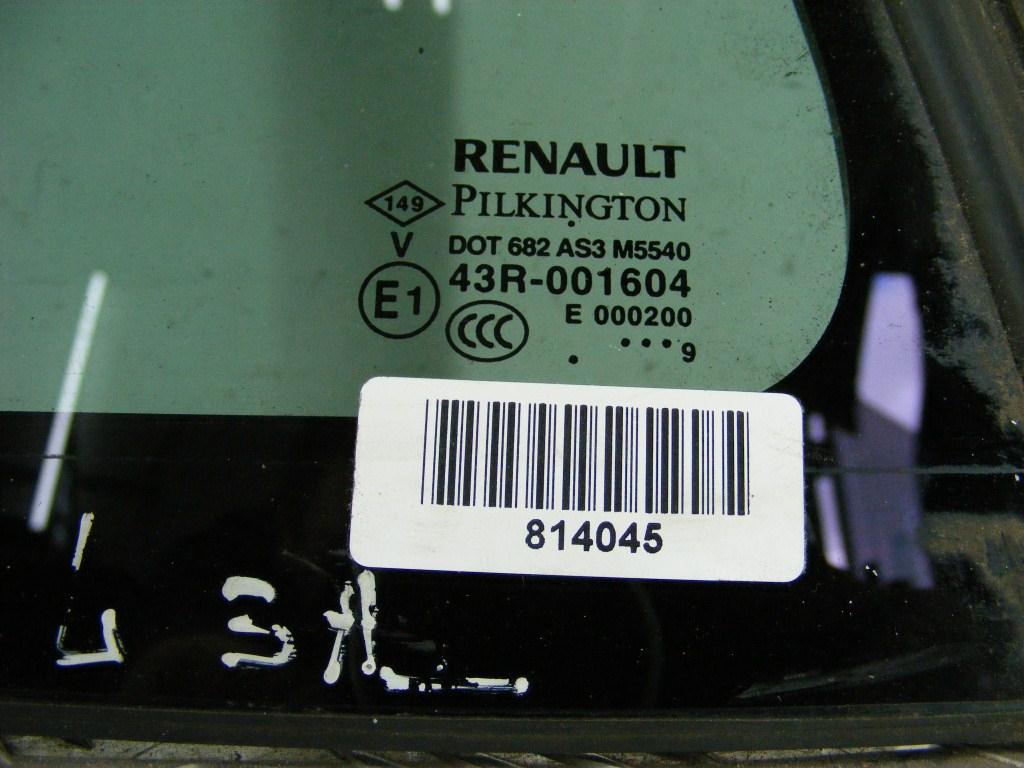 RENAULT
149 PILKINGTON
V DOT 682 AS3 M5540
43R-001604
E1 CCC E 000200
. ...9
814045